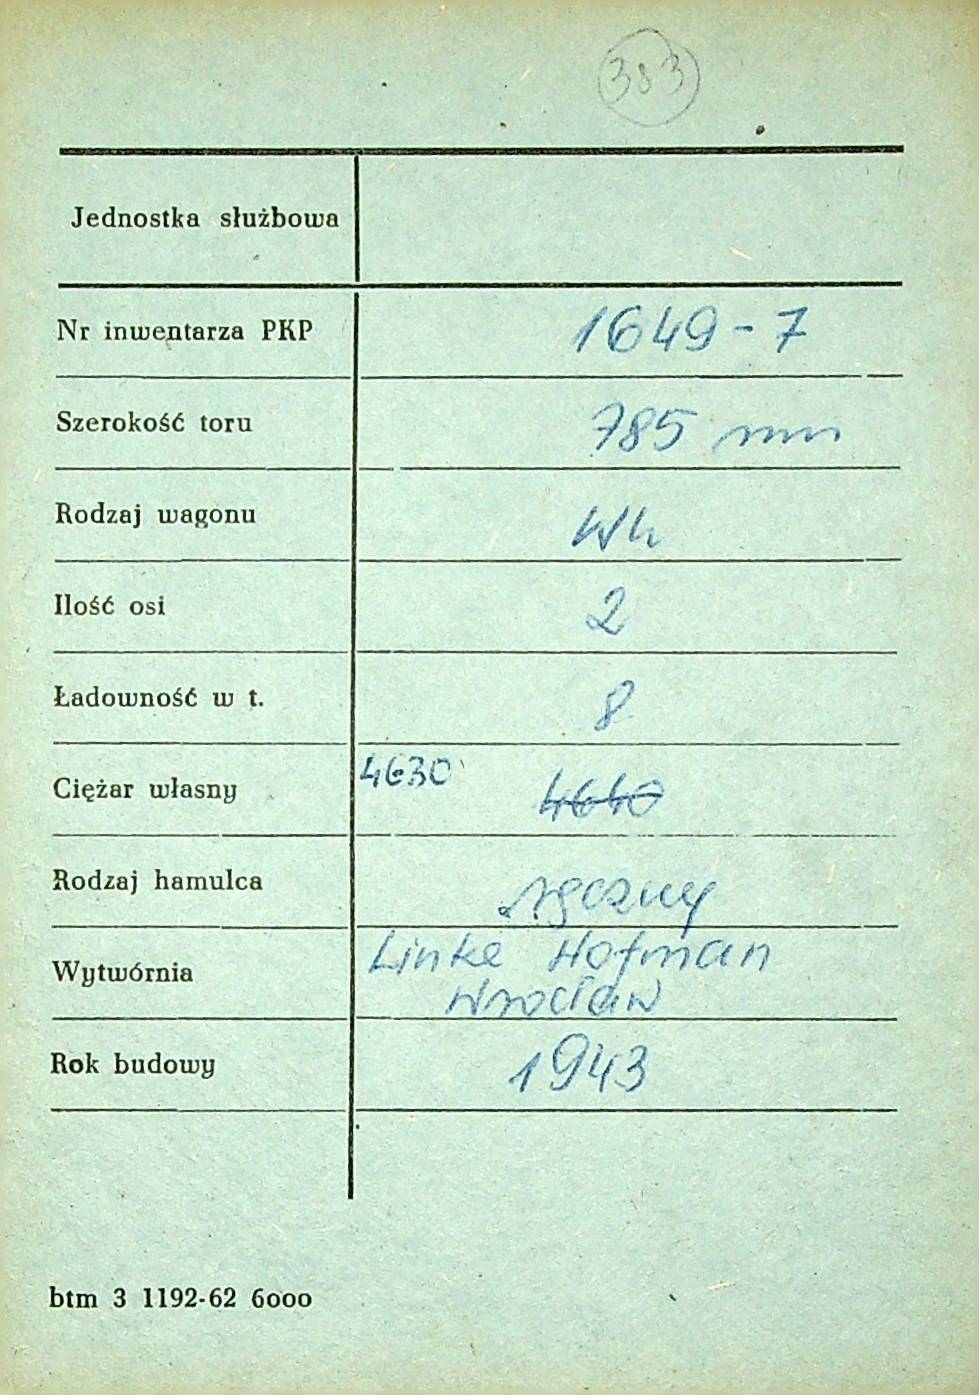 383
Jednostka służbowa
Nr inwentarza PKP 1649-7
Szerokość toru 785 mm
Rodzaj wagonu Wh
Ilość osi 2
Ładowność w t. 8
Ciężar własny 4630 4640
Rodzaj hamulca ręczny
Wytwórnia Linke Hofman
Wrocław
Rok budowy 1943
btm 3 1192-62 6000